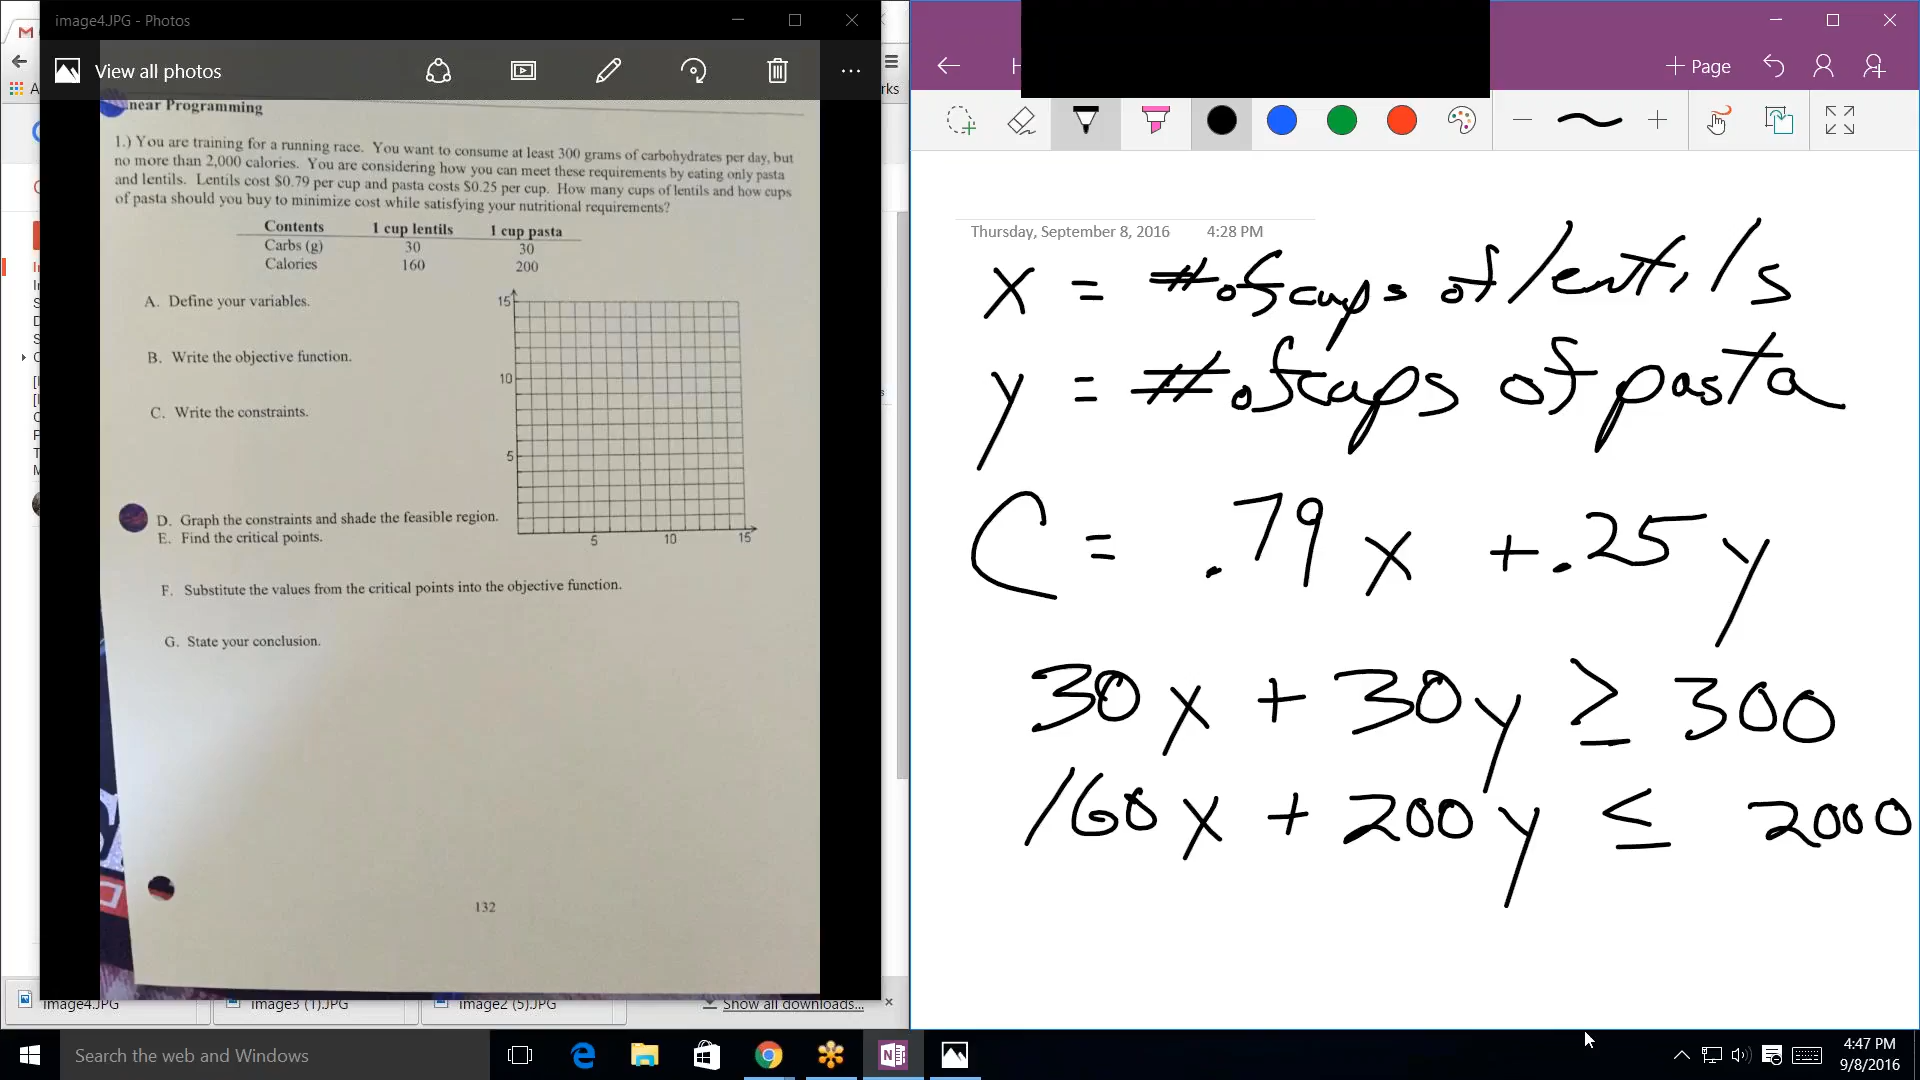 image4.JPG - Photos
View all photos
near Programming
1.) You are training for a running race. You want to consume at least 300 grams of carbohydrates per day, but
no more than 2,000 calories. You are considering how you can meet these requirements by eating only pasta
and lentils. Lentils cost $0.79 per cup and pasta costs $0.25 per cup. How many cups of lentils and how cups
of pasta should you buy to minimize cost while satisfying your nutritional requirements?
Contents 1 cup lentils 1 cup pasta
Carbs (g) 30 30
Calories 160 200
A. Define your variables.
B. Write the objective function.
C. Write the constraints.
15
10
5
D. Graph the constraints and shade the feasible region.
5 10 15
E. Find the critical points.
F. Substitute the values from the critical points into the objective function.
G. State your conclusion.
132
image4.JPG image3 (1).JPG image2 (5).JPG Show all downloads...
Page
Thursday, September 8, 2016 4:28 PM
x = # of cups of lentils
y = # of cups of pasta
C = .79x + .25y
30x + 30y ≥ 300
160x + 200y ≤ 2000
Search the web and Windows
4:47 PM
9/8/2016